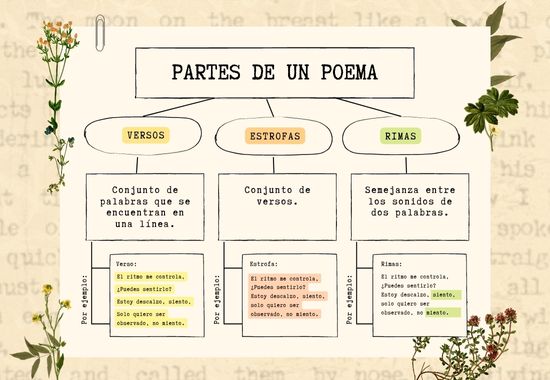 PARTES DE UN POEMA
VERSOS
ESTROFAS
RIMAS
Conjunto de
palabras que se
encuentran en
una línea.
Conjunto de
versos.
Semejanza entre
los sonidos de
dos palabras.
Por ejemplo:
Verso:
El ritmo me controla,
¿Puedes sentirlo?
Estoy descalzo, siento,
Solo quiero ser
observado, no miento.
Por ejemplo:
Estrofa:
El ritmo me controla,
¿Puedes sentirlo?
Estoy descalzo, siento,
solo quiero ser
observado, no miento.
Por ejemplo:
Rimas:
El ritmo me controla,
¿Puedes sentirlo?
Estoy descalzo, siento,
solo quiero ser
observado, no miento.